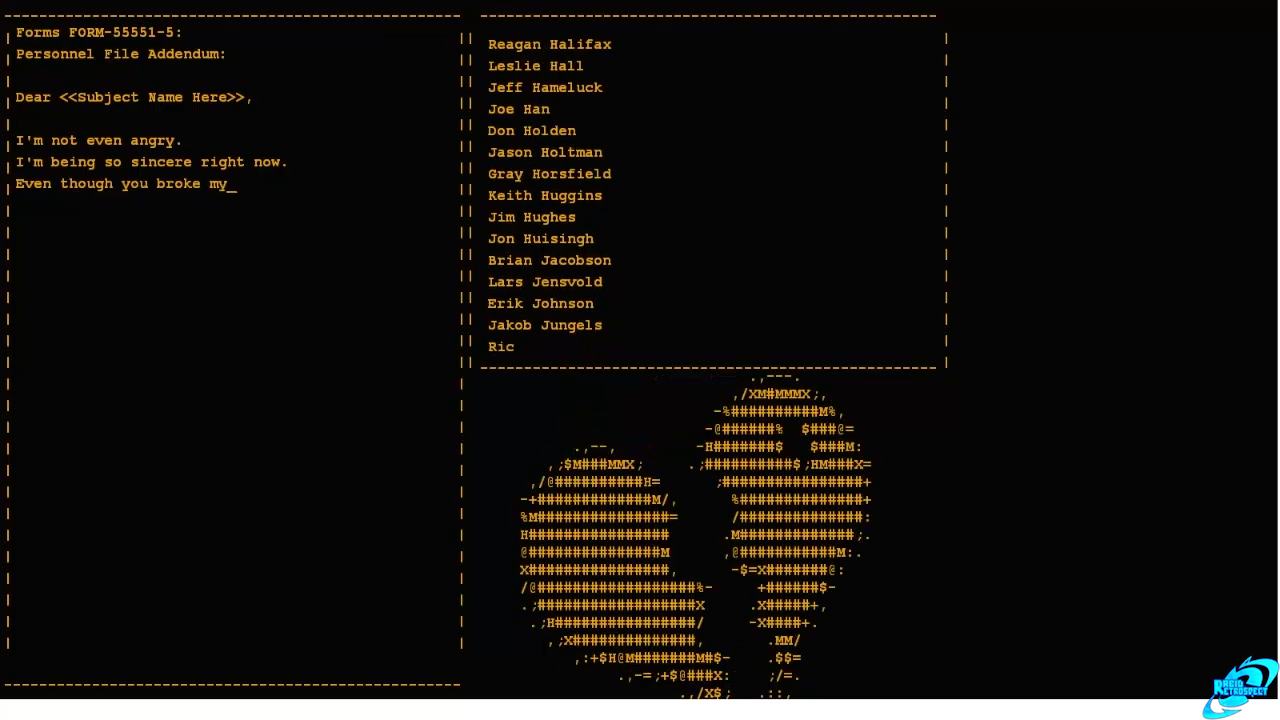 Forms FORM-55551-5:
Personnel File Addendum:
Dear <<Subject Name Here>>,
I'm not even angry.
I'm being so sincere right now.
Even though you broke my_
Reagan Halifax
Leslie Hall
Jeff Hameluck
Joe Han
Don Holden
Jason Holtman
Gray Horsfield
Keith Huggins
Jim Hughes
Jon Huisingh
Brian Jacobson
Lars Jensvold
Erik Johnson
Jakob Jungels
Ric
DROID
RETROSPECT